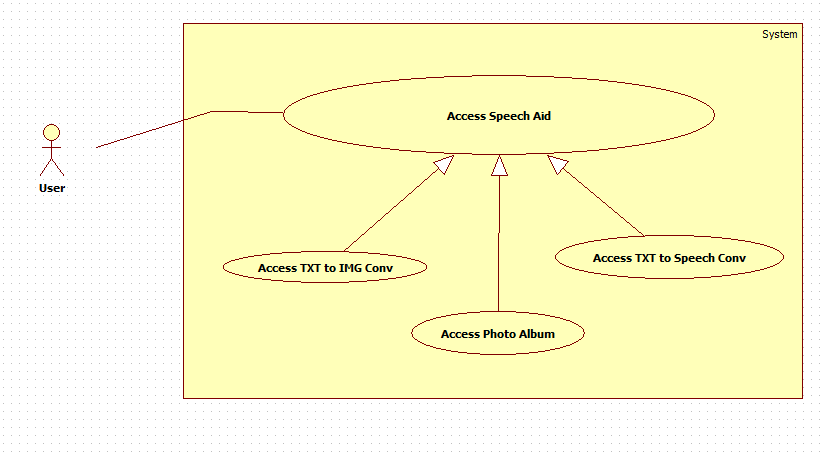 System
Access Speech Aid
User
Access TXT to IMG Conv
Access TXT to Speech Conv
Access Photo Album